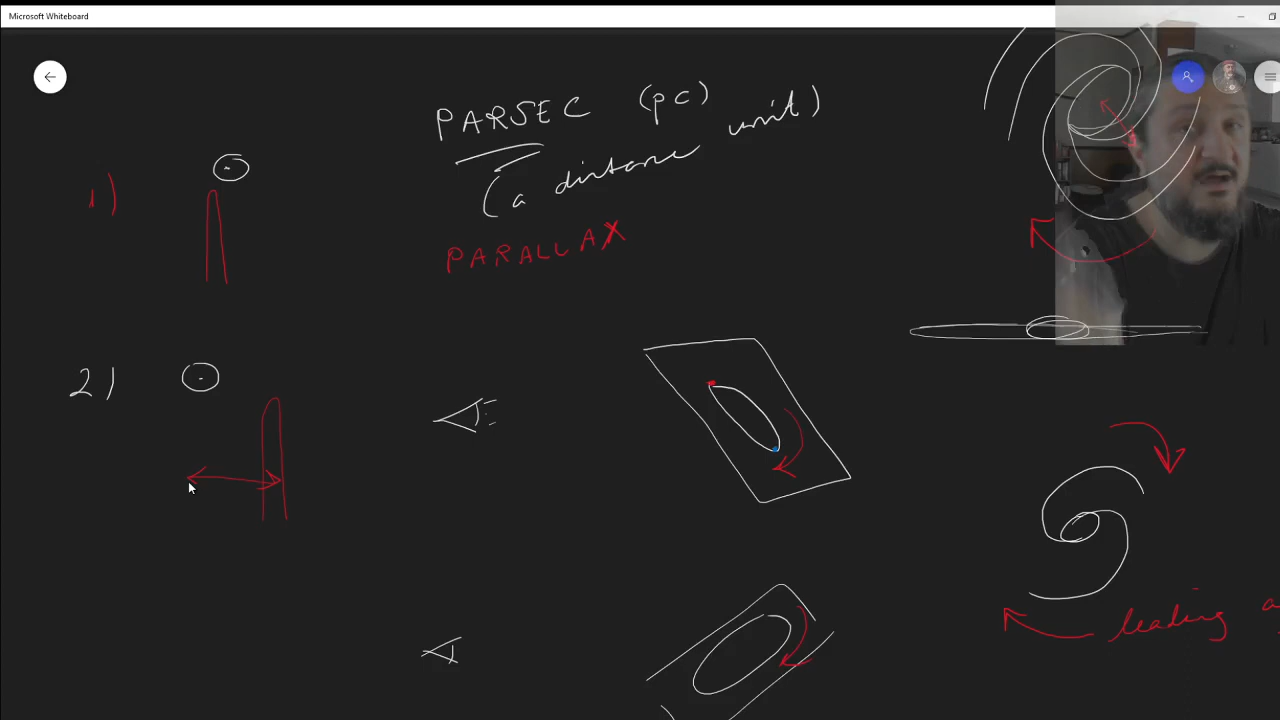 Microsoft Whiteboard
PARSEC (pc)
(a distance unit)
1)
PARALLAX
2)
leading a